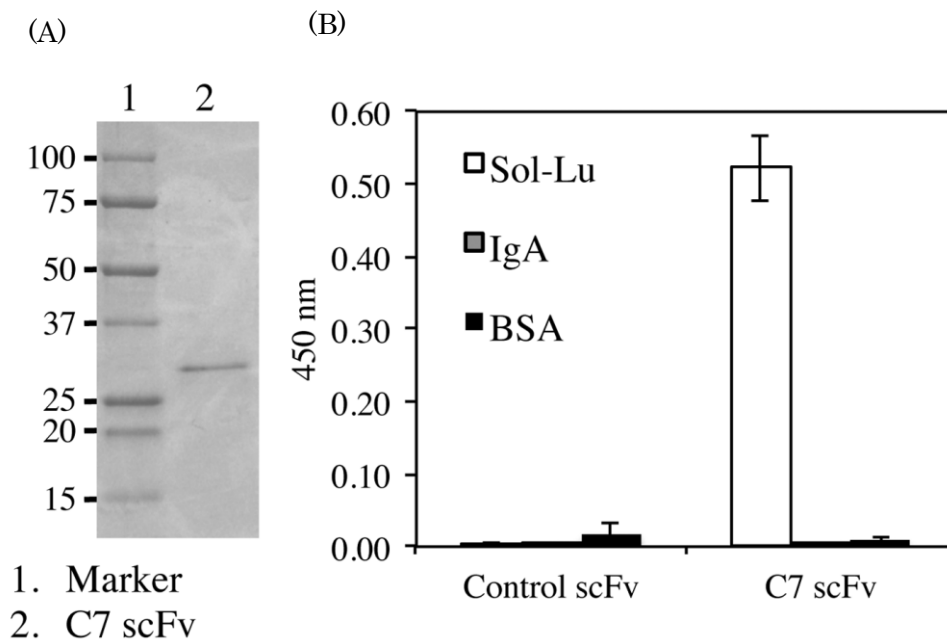 (A)
1 2
100
75
50
37
25
20
15
1. Marker
2. C7 scFv
(B)
450 nm
0.60
0.50
0.40
0.30
0.20
0.10
0.00
Sol-Lu
IgA
BSA
Control scFv C7 scFv